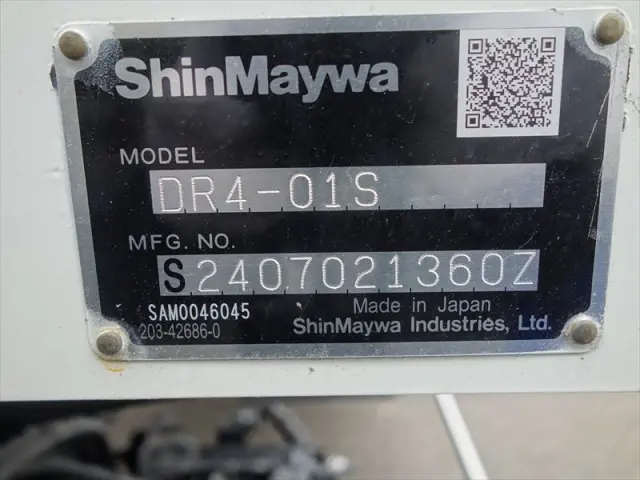 ShinMaywa
MODEL
DR4-01S
MFG. NO.
S2407021360Z
SAM0046045
Made in Japan
203-42686-0
ShinMaywa Industries, Ltd.